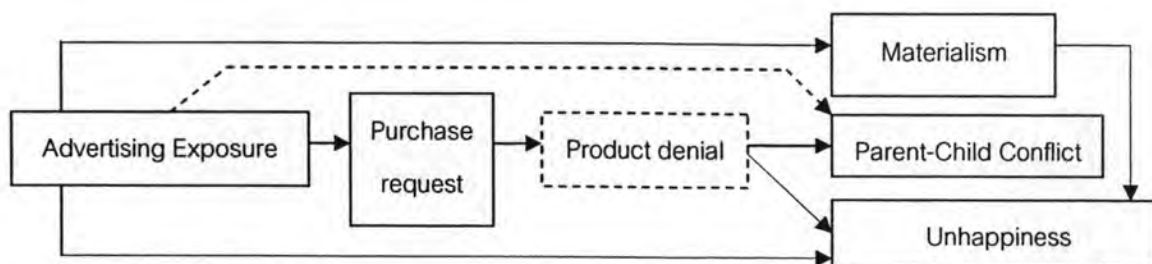 Materialism
Advertising Exposure
Purchase
request
Product denial
Parent-Child Conflict
Unhappiness